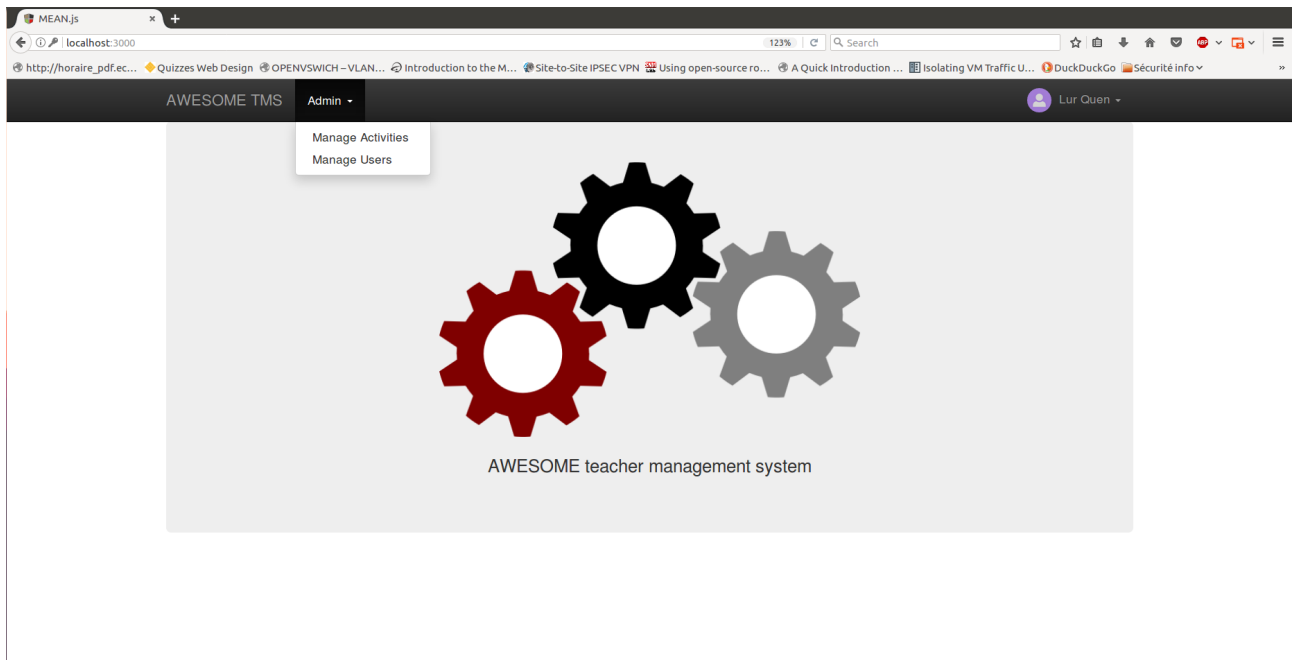 MEAN.js × +
localhost:3000 123% Search
http://horaire_pdf.ec... Quizzes Web Design OPENVSWICH – VLAN... Introduction to the M... Site-to-Site IPSEC VPN Using open-source ro... A Quick Introduction ... Isolating VM Traffic U... DuckDuckGo Sécurité info »
AWESOME TMS Admin Lur Quen
Manage Activities
Manage Users
AWESOME teacher management system